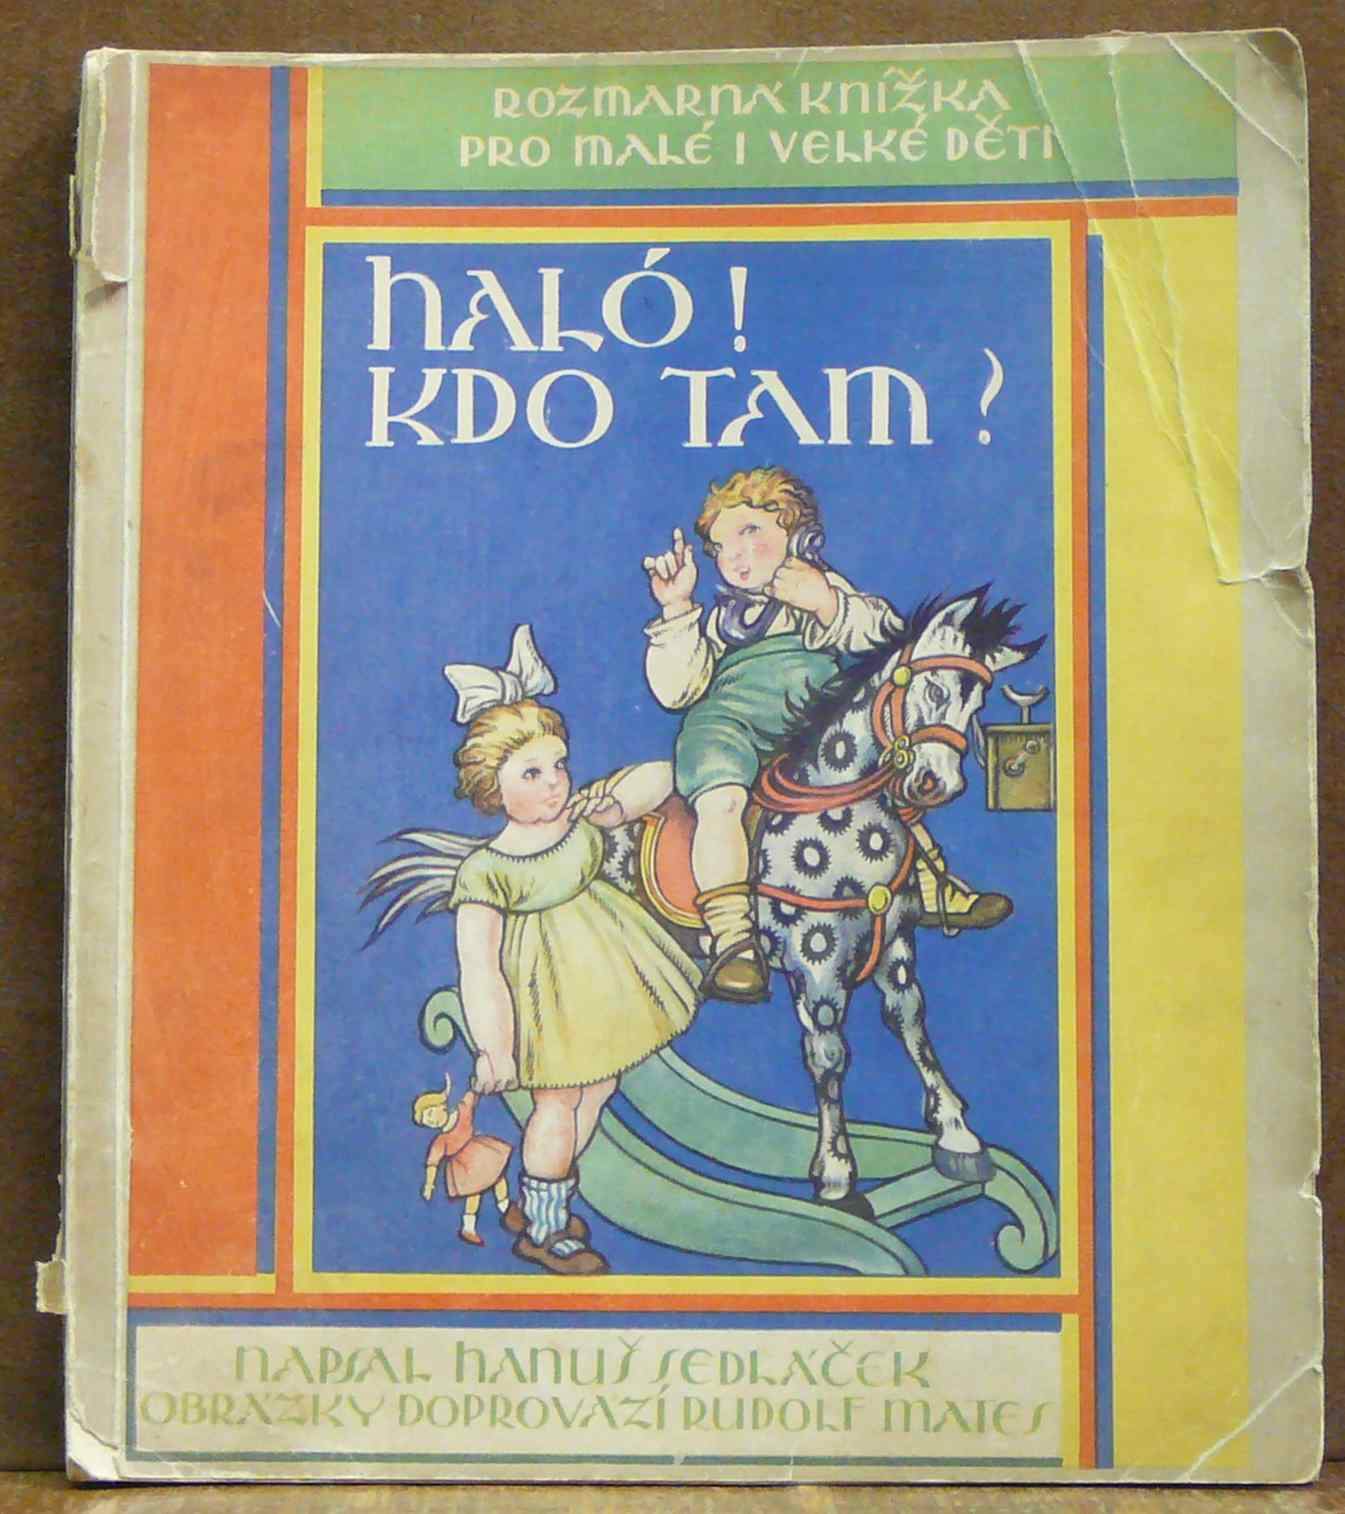 ROZMARNÁ KNÍŽKA
PRO MALÉ I VELKÉ DĚTI
HALÓ!
KDO TAM?
NAPSAL HANUŠ SEDLÁČEK
OBRÁZKY DOPROVÁZÍ RUDOLF MATES